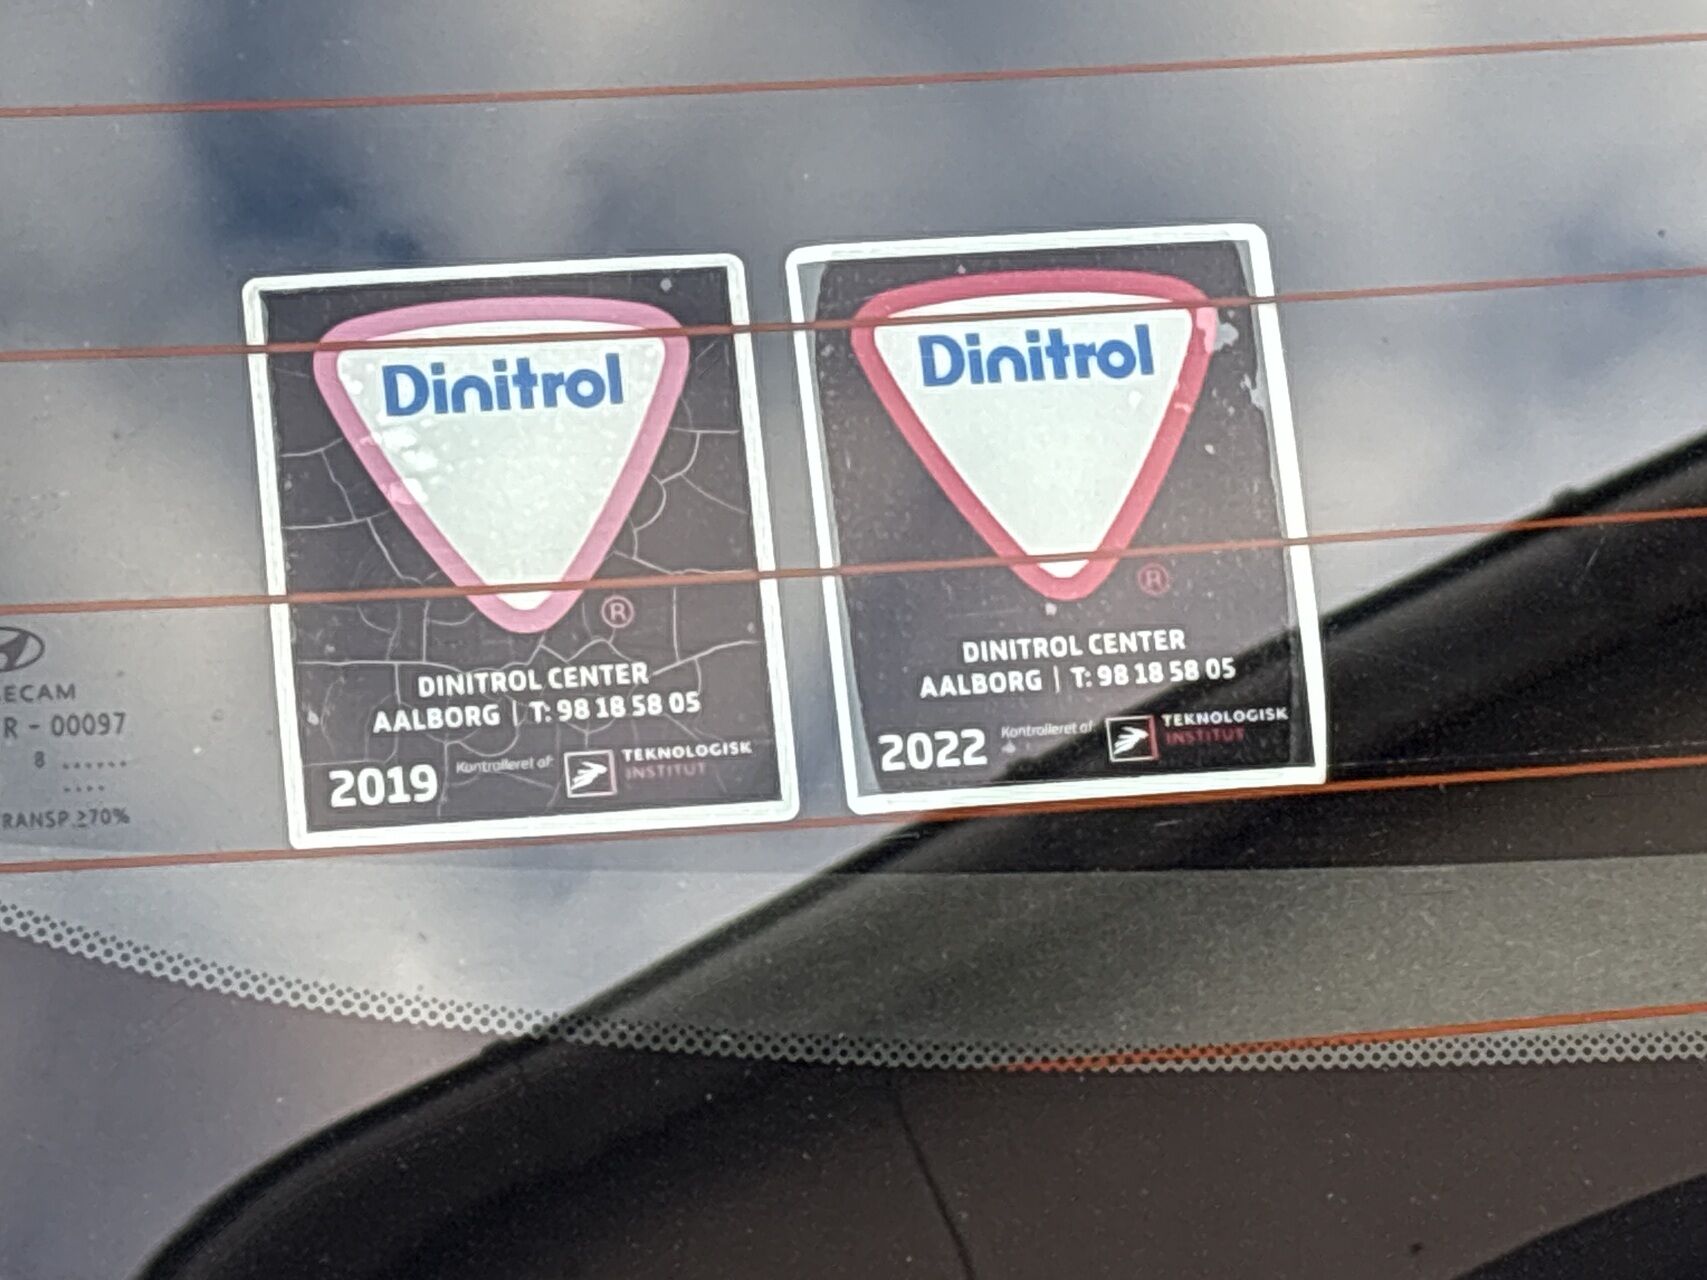 Dinitrol
®
DINITROL CENTER
AALBORG | T: 98 18 58 05
2019
Kontrolleret af:
TEKNOLOGISK
INSTITUT
Dinitrol
®
DINITROL CENTER
AALBORG | T: 98 18 58 05
2022
Kontrolleret af:
TEKNOLOGISK
INSTITUT
ECAM
R - 00097
8 ......
....
RANSP ≥70%